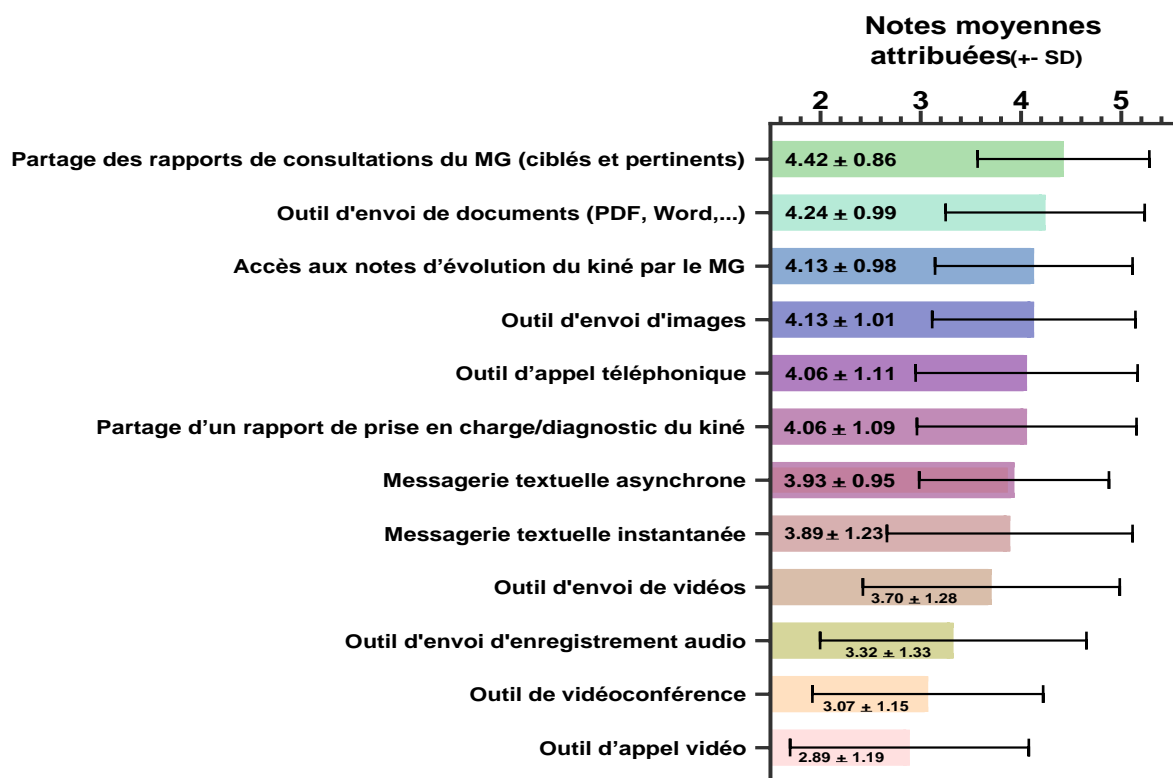 Notes moyennes
attribuées(+- SD)
2 3 4 5
Partage des rapports de consultations du MG (ciblés et pertinents) 4.42 ± 0.86
Outil d'envoi de documents (PDF, Word,...) 4.24 ± 0.99
Accès aux notes d’évolution du kiné par le MG 4.13 ± 0.98
Outil d'envoi d'images 4.13 ± 1.01
Outil d’appel téléphonique 4.06 ± 1.11
Partage d’un rapport de prise en charge/diagnostic du kiné 4.06 ± 1.09
Messagerie textuelle asynchrone 3.93 ± 0.95
Messagerie textuelle instantanée 3.89 ± 1.23
Outil d'envoi de vidéos 3.70 ± 1.28
Outil d'envoi d'enregistrement audio 3.32 ± 1.33
Outil de vidéoconférence 3.07 ± 1.15
Outil d’appel vidéo 2.89 ± 1.19